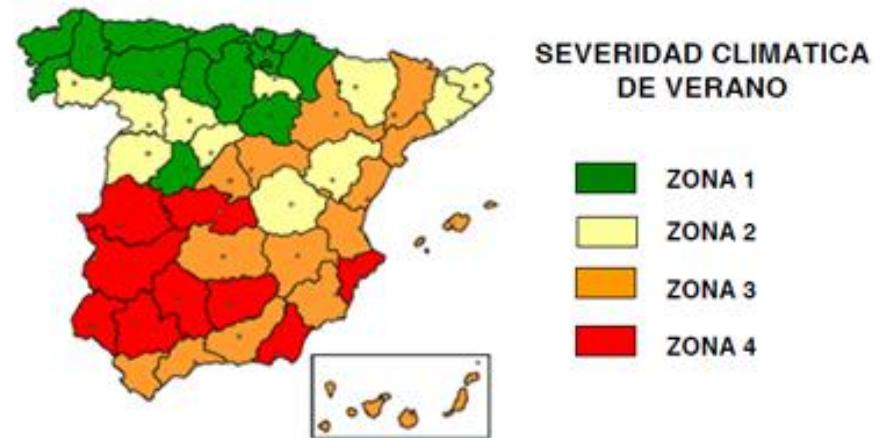 SEVERIDAD CLIMATICA
DE VERANO
ZONA 1
ZONA 2
ZONA 3
ZONA 4